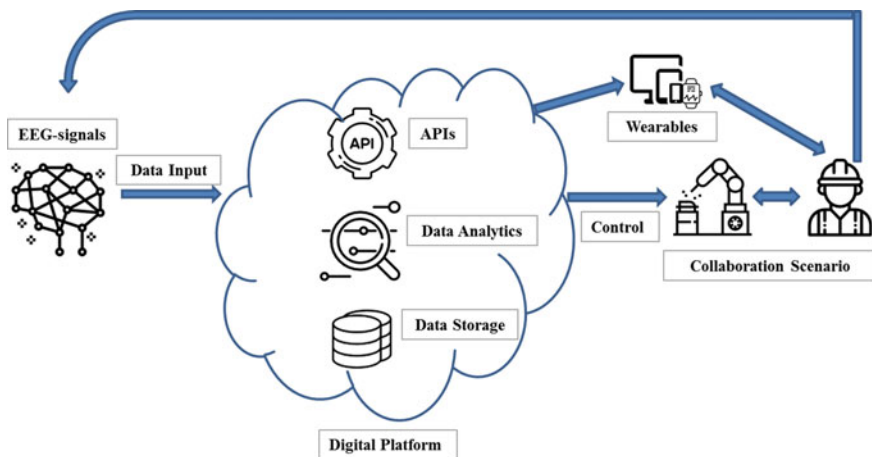 EEG-signals
Data Input
API
APIs
Data Analytics
Data Storage
Digital Platform
Wearables
Control
Collaboration Scenario